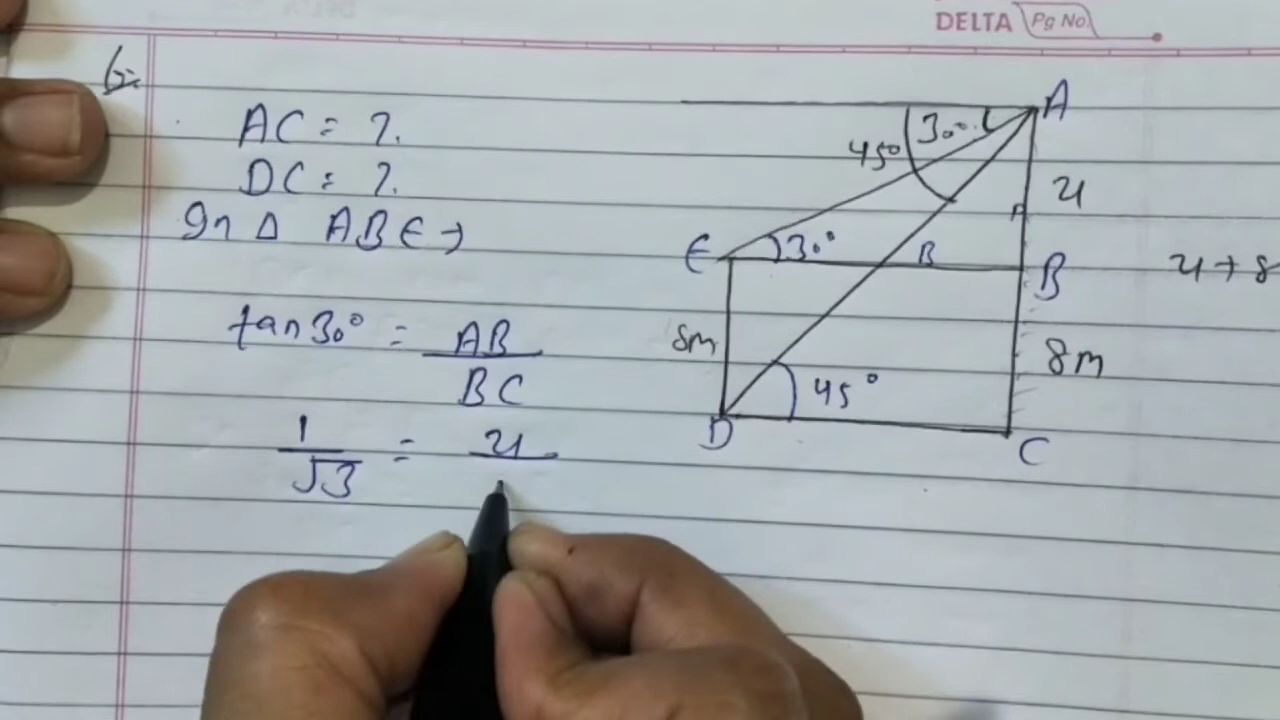 DELTA Pg No.
6.
AC = ?.
DC = ?.
In Δ ABE →
tan 30° = AB
BC
1 = x
√3
A
30°
45°
x
E 30° B B
x + 8
8m 8m
45°
D C